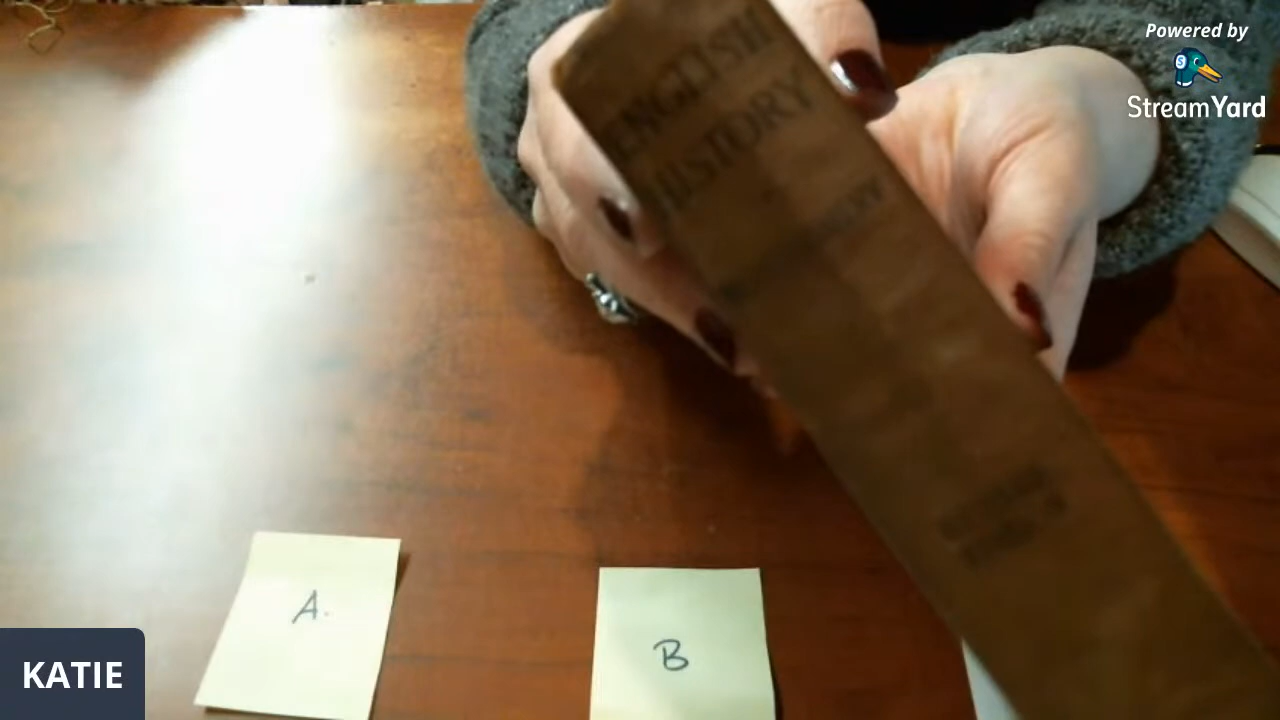 Powered by
StreamYard
ENGLISH
HISTORY
A.
B
KATIE